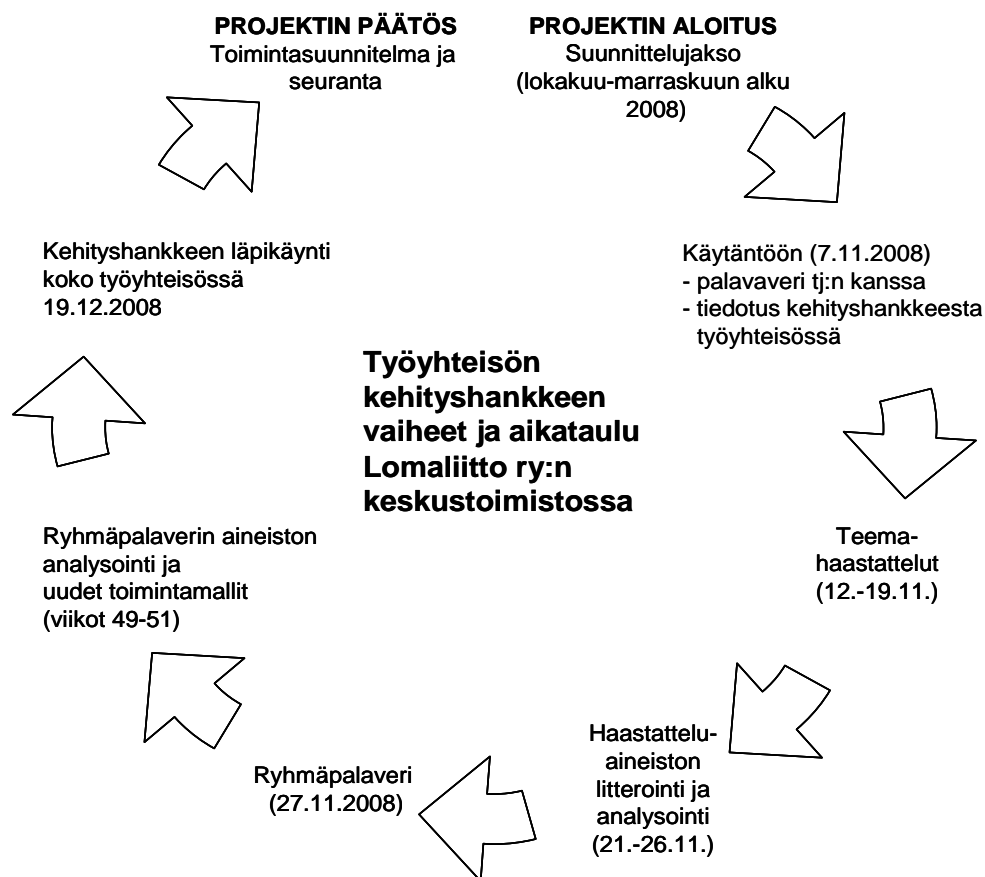 PROJEKTIN PÄÄTÖS
Toimintasuunnitelma ja
seuranta
PROJEKTIN ALOITUS
Suunnittelujakso
(lokakuu-marraskuun alku
2008)
Käytäntöön (7.11.2008)
- palavaveri tj:n kanssa
- tiedotus kehityshankkeesta
työyhteisössä
Teema-
haastattelut
(12.-19.11.)
Haastattelu-
aineiston
litterointi ja
analysointi
(21.-26.11.)
Ryhmäpalaveri
(27.11.2008)
Ryhmäpalaverin aineiston
analysointi ja
uudet toimintamallit
(viikot 49-51)
Kehityshankkeen läpikäynti
koko työyhteisössä
19.12.2008
Työyhteisön
kehityshankkeen
vaiheet ja aikataulu
Lomaliitto ry:n
keskustoimistossa